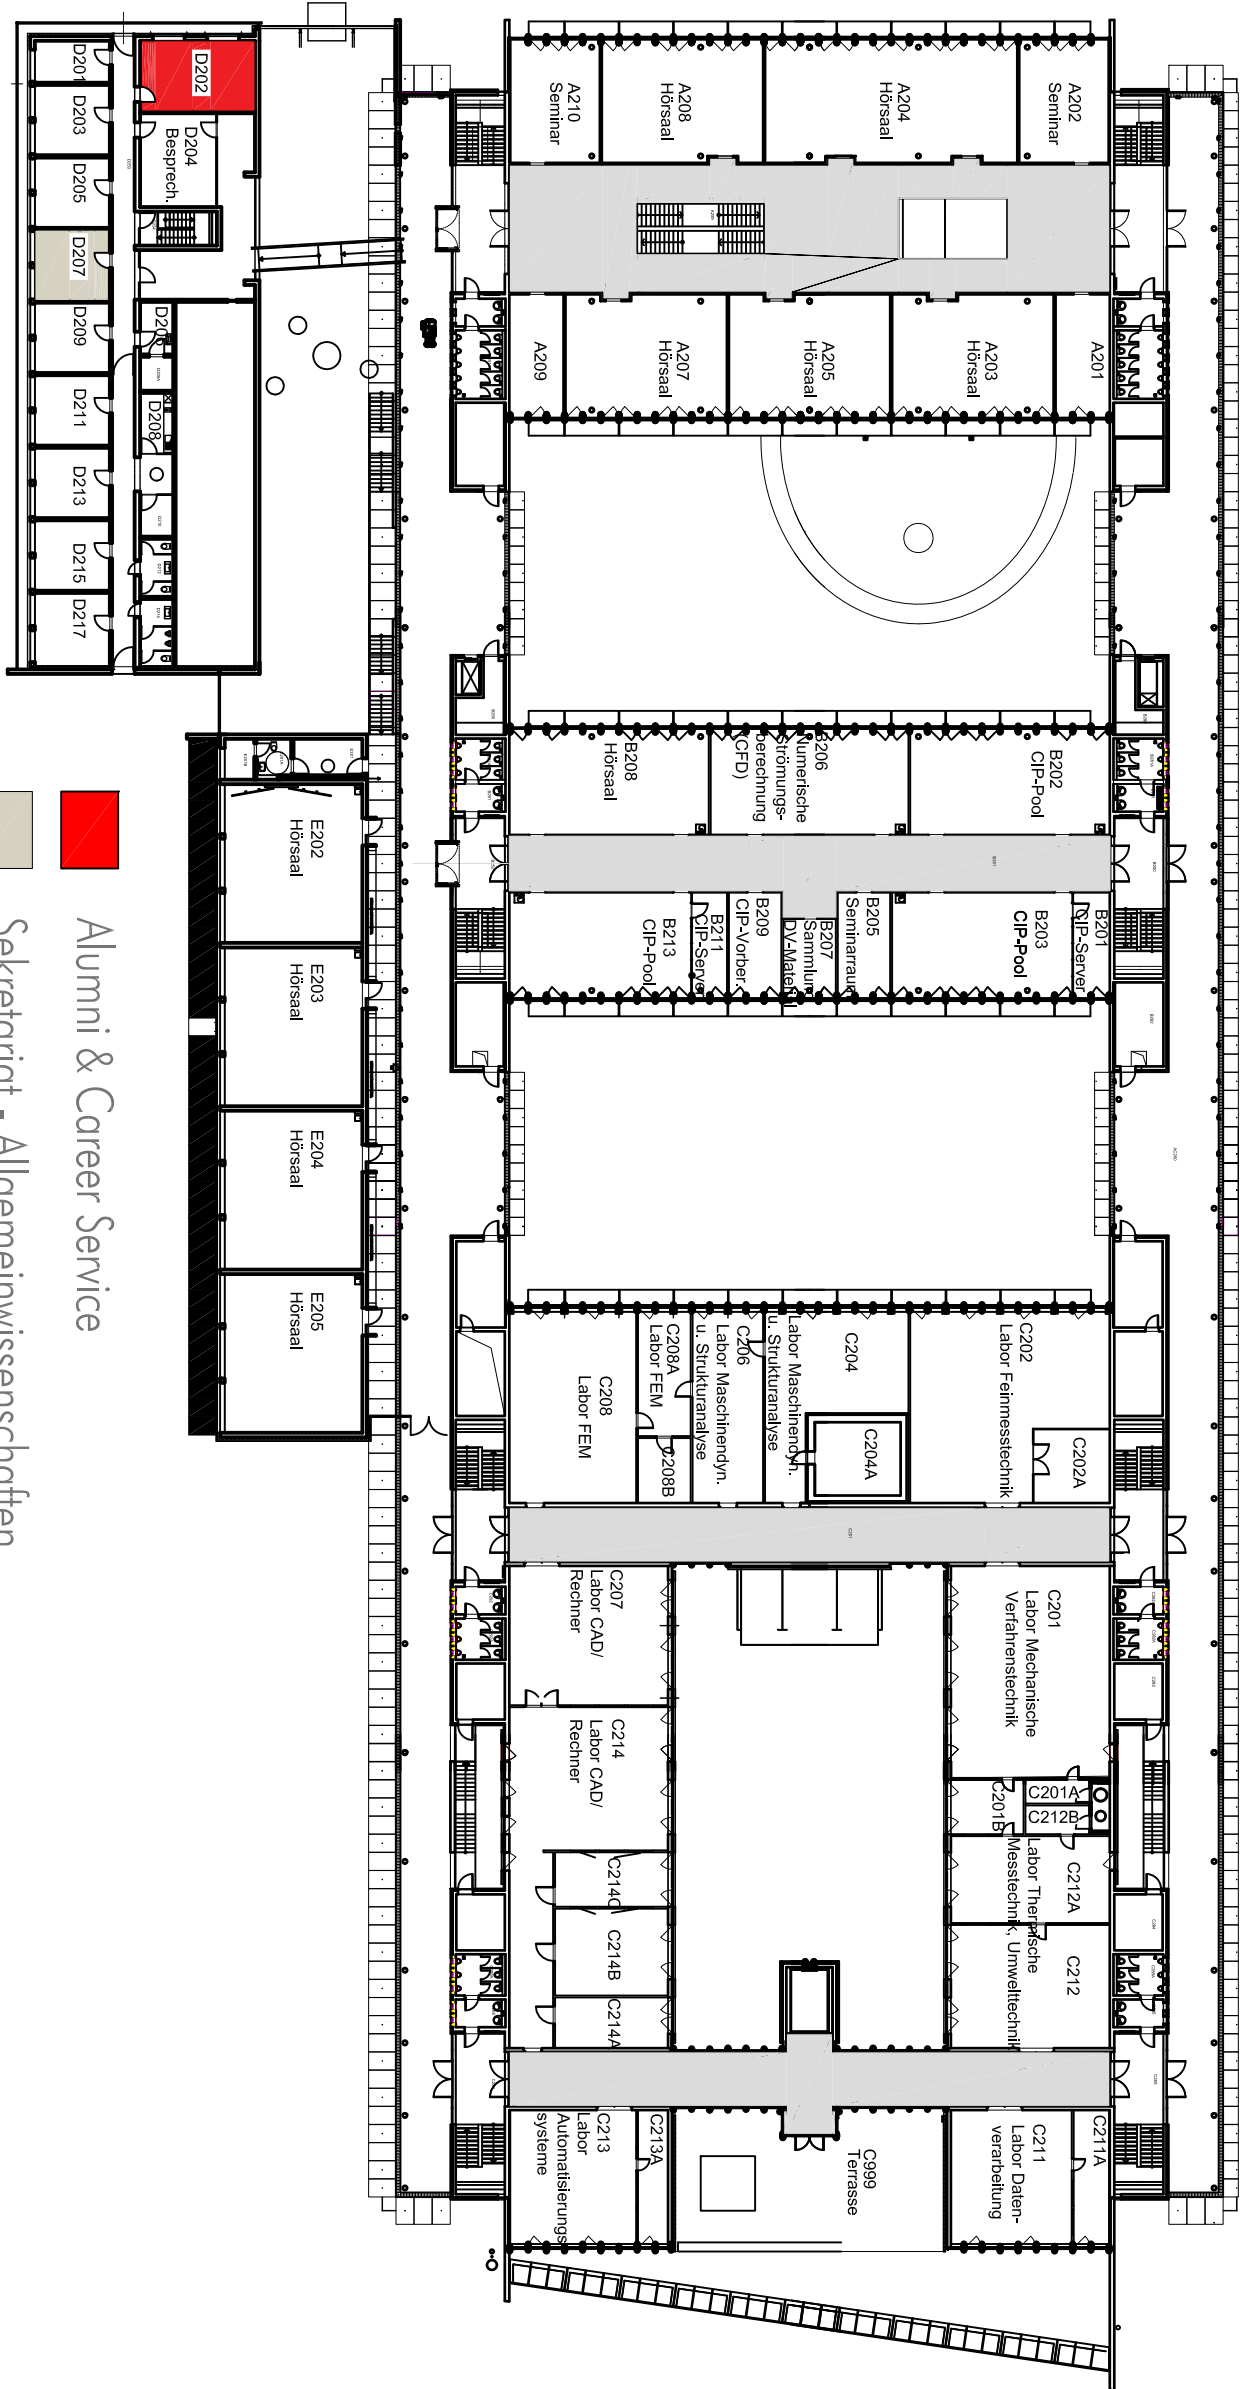 D201
D203
D205
D207
D209
D211
D213
D215
D217
D202
D204
Besprech.
D206
D208
A210
Seminar
A208
Hörsaal
A204
Hörsaal
A202
Seminar
A209
A207
Hörsaal
A205
Hörsaal
A203
Hörsaal
A201
B208
Hörsaal
B206
Numerische
Strömungs-
berechnung
(CFD)
B202
CIP-Pool
B213
CIP-Pool
B211
CIP-Server
B209
CIP-Vorber.
B207
Sammlung
DV-Material
B205
Seminarraum
B203
CIP-Pool
B201
CIP-Server
E202
Hörsaal
E203
Hörsaal
E204
Hörsaal
E205
Hörsaal
C208
Labor FEM
C208A
Labor FEM
C208B
C206
Labor Maschinendyn.
u. Strukturanalyse
C204
Labor Maschinendyn.
u. Strukturanalyse
C204A
C202
Labor Feinmesstechnik
C202A
C207
Labor CAD/
Rechner
C214
Labor CAD/
Rechner
C214C
C214B
C214A
C201
Labor Mechanische
Verfahrenstechnik
C201A
C212B
C201B
C212A
C212
Labor Thermische
Messtechnik, Umwelttechnik
C213
Labor
Automatisierungs
systeme
C213A
C999
Terrasse
C211
Labor Daten-
verarbeitung
C211A
Alumni & Career Service
Sekretariat - Allgemeinwissenschaften